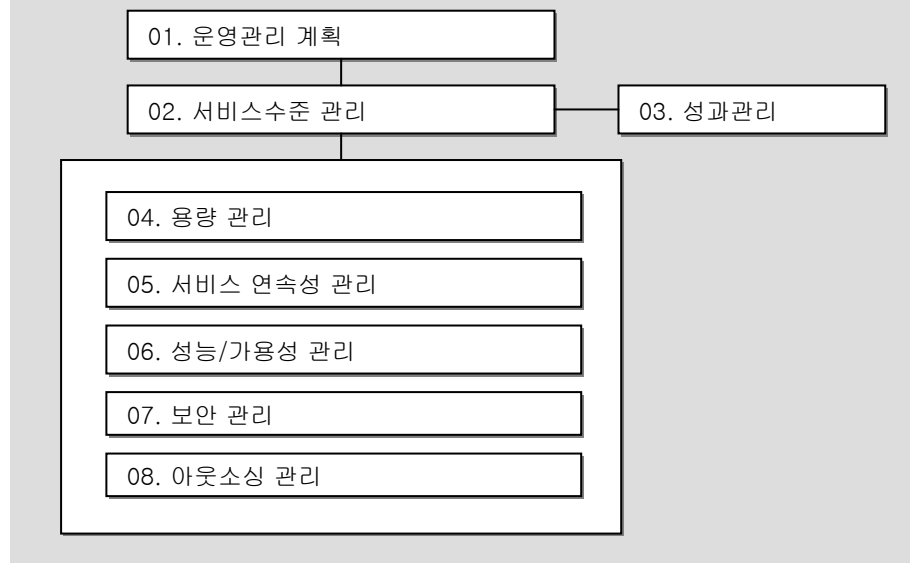 01. 운영관리 계획
02. 서비스수준 관리
03. 성과관리
04. 용량 관리
05. 서비스 연속성 관리
06. 성능/가용성 관리
07. 보안 관리
08. 아웃소싱 관리